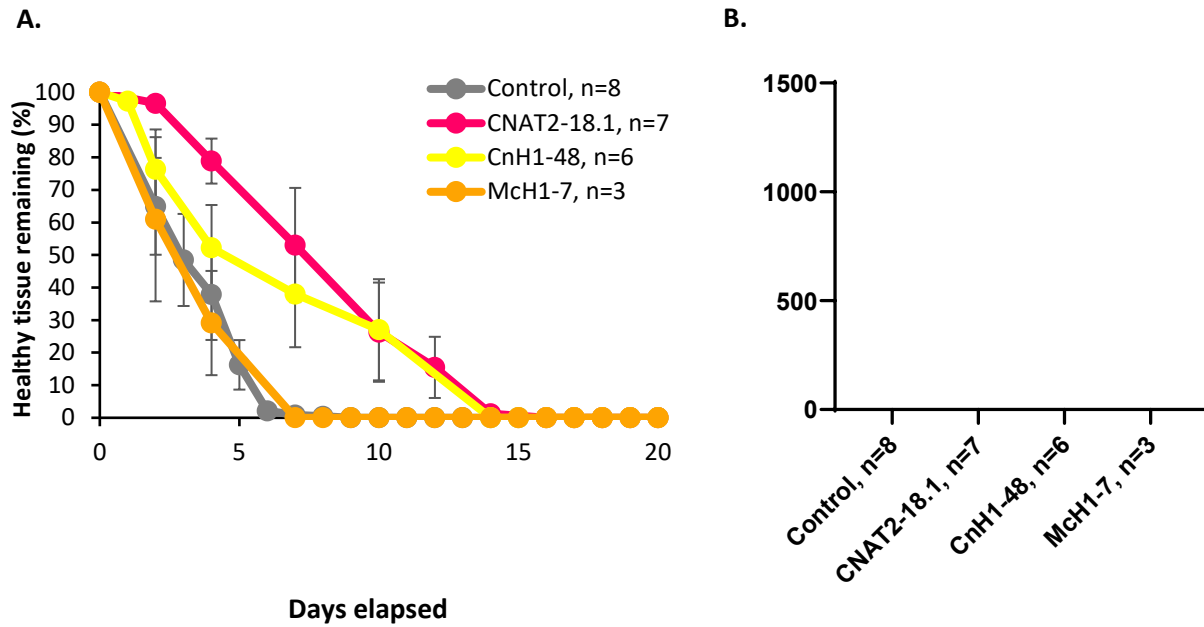 A.
Healthy tissue remaining (%)
100
90
80
70
60
50
40
30
20
10
0
0
5
10
15
20
Days elapsed
Control, n=8
CNAT2-18.1, n=7
CnH1-48, n=6
McH1-7, n=3
B.
1500
1000
500
0
Control, n=8
CNAT2-18.1, n=7
CnH1-48, n=6
McH1-7, n=3